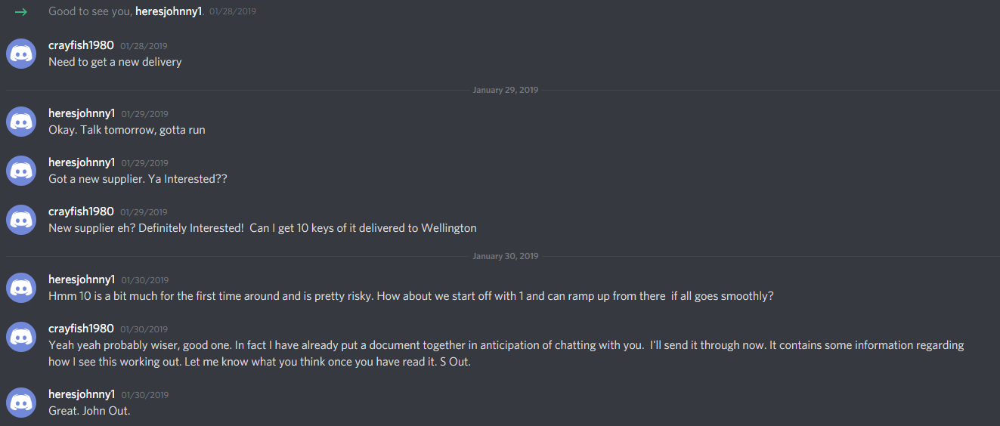 Good to see you, heresjohnny1. 01/28/2019
crayfish1980 01/28/2019
Need to get a new delivery
January 29, 2019
heresjohnny1 01/29/2019
Okay. Talk tomorrow, gotta run
heresjohnny1 01/29/2019
Got a new supplier. Ya Interested??
crayfish1980 01/29/2019
New supplier eh? Definitely Interested!  Can I get 10 keys of it delivered to Wellington
January 30, 2019
heresjohnny1 01/30/2019
Hmm 10 is a bit much for the first time around and is pretty risky. How about we start off with 1 and can ramp up from there  if all goes smoothly?
crayfish1980 01/30/2019
Yeah yeah probably wiser, good one. In fact I have already put a document together in anticipation of chatting with you.  I'll send it through now. It contains some information regarding
how I see this working out. Let me know what you think once you have read it. S Out.
heresjohnny1 01/30/2019
Great. John Out.